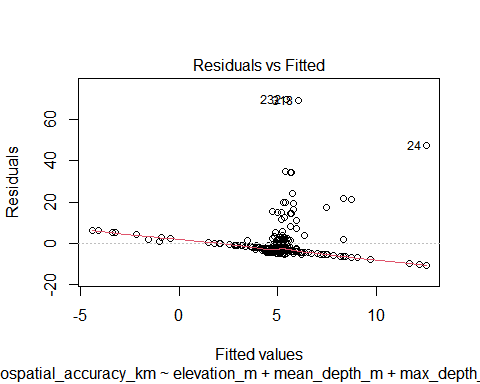 Residuals vs Fitted
Residuals
60
40
20
0
-20
24
-5
0
5
10
Fitted values
ospatial_accuracy_km ~ elevation_m + mean_depth_m + max_depth_